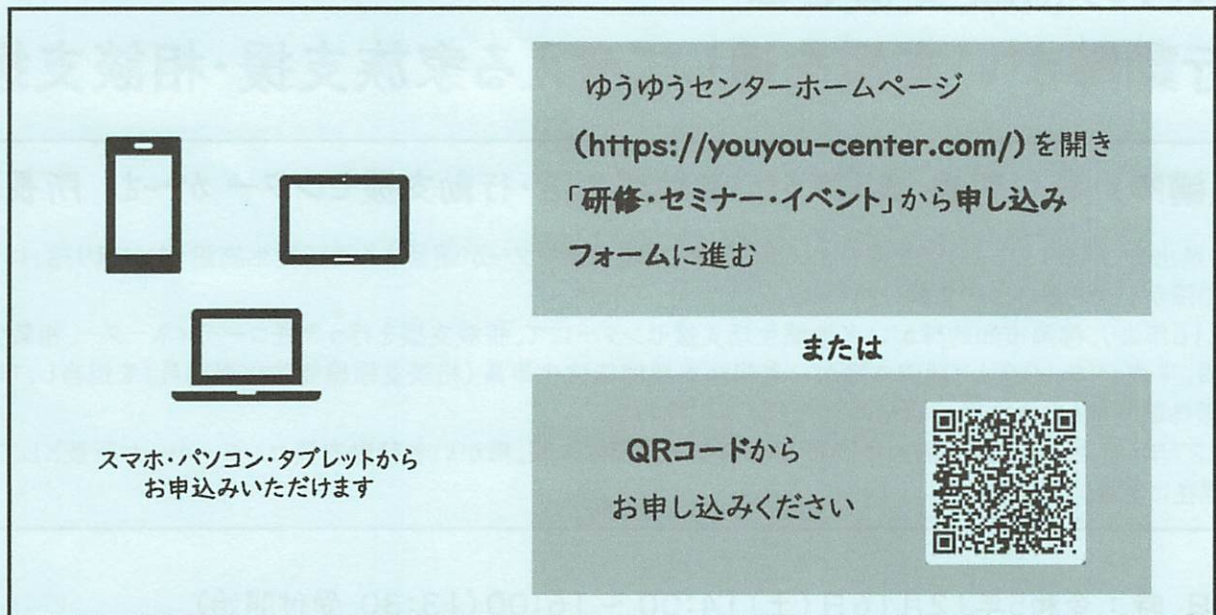 スマホ・パソコン・タブレットから
お申込みいただけます
ゆうゆうセンターホームページ
(https://youyou-center.com/)を開き
「研修・セミナー・イベント」から申し込み
フォームに進む
または
QRコードから
お申し込みください